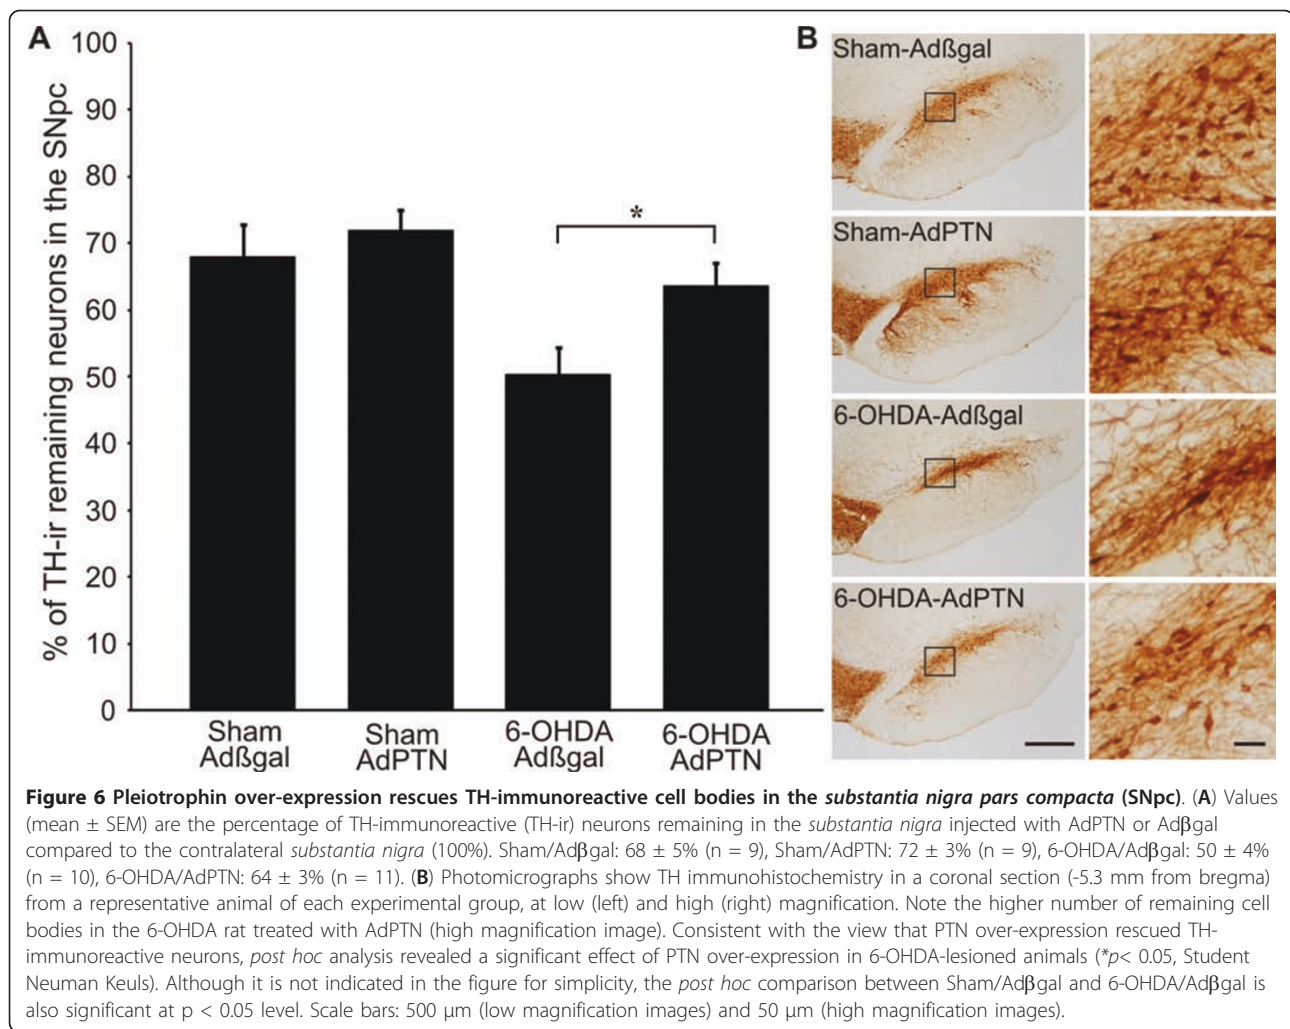 A
100
90
80
70
60
50
40
30
20
10
0
% of TH-ir remaining neurons in the SNpc
*
Sham
Adßgal
Sham
AdPTN
6-OHDA
Adßgal
6-OHDA
AdPTN
B
Sham-Adßgal
Sham-AdPTN
6-OHDA-Adßgal
6-OHDA-AdPTN
Figure 6 Pleiotrophin over-expression rescues TH-immunoreactive cell bodies in the substantia nigra pars compacta (SNpc). (A) Values
(mean ± SEM) are the percentage of TH-immunoreactive (TH-ir) neurons remaining in the substantia nigra injected with AdPTN or Adβgal
compared to the contralateral substantia nigra (100%). Sham/Adβgal: 68 ± 5% (n = 9), Sham/AdPTN: 72 ± 3% (n = 9), 6-OHDA/Adβgal: 50 ± 4%
(n = 10), 6-OHDA/AdPTN: 64 ± 3% (n = 11). (B) Photomicrographs show TH immunohistochemistry in a coronal section (-5.3 mm from bregma)
from a representative animal of each experimental group, at low (left) and high (right) magnification. Note the higher number of remaining cell
bodies in the 6-OHDA rat treated with AdPTN (high magnification image). Consistent with the view that PTN over-expression rescued TH-
immunoreactive neurons, post hoc analysis revealed a significant effect of PTN over-expression in 6-OHDA-lesioned animals (*p< 0.05, Student
Neuman Keuls). Although it is not indicated in the figure for simplicity, the post hoc comparison between Sham/Adβgal and 6-OHDA/Adβgal is
also significant at p < 0.05 level. Scale bars: 500 μm (low magnification images) and 50 μm (high magnification images).